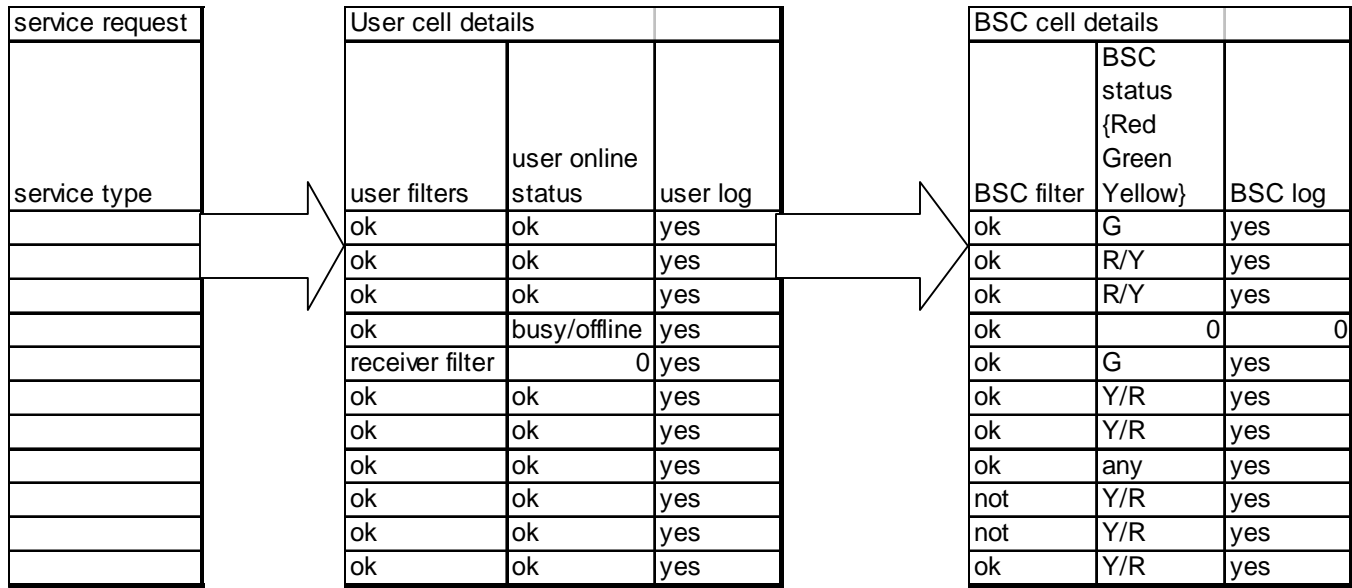 service request User cell details BSC cell details
BSC
status
{Red
user online Green
service type user filters status user log BSC filter Yellow} BSC log
ok ok yes ok G yes
ok ok yes ok R/Y yes
ok ok yes ok R/Y yes
ok busy/offline yes ok 0 0
receiver filter 0 yes ok G yes
ok ok yes ok Y/R yes
ok ok yes ok Y/R yes
ok ok yes ok any yes
ok ok yes not Y/R yes
ok ok yes not Y/R yes
ok ok yes ok Y/R yes